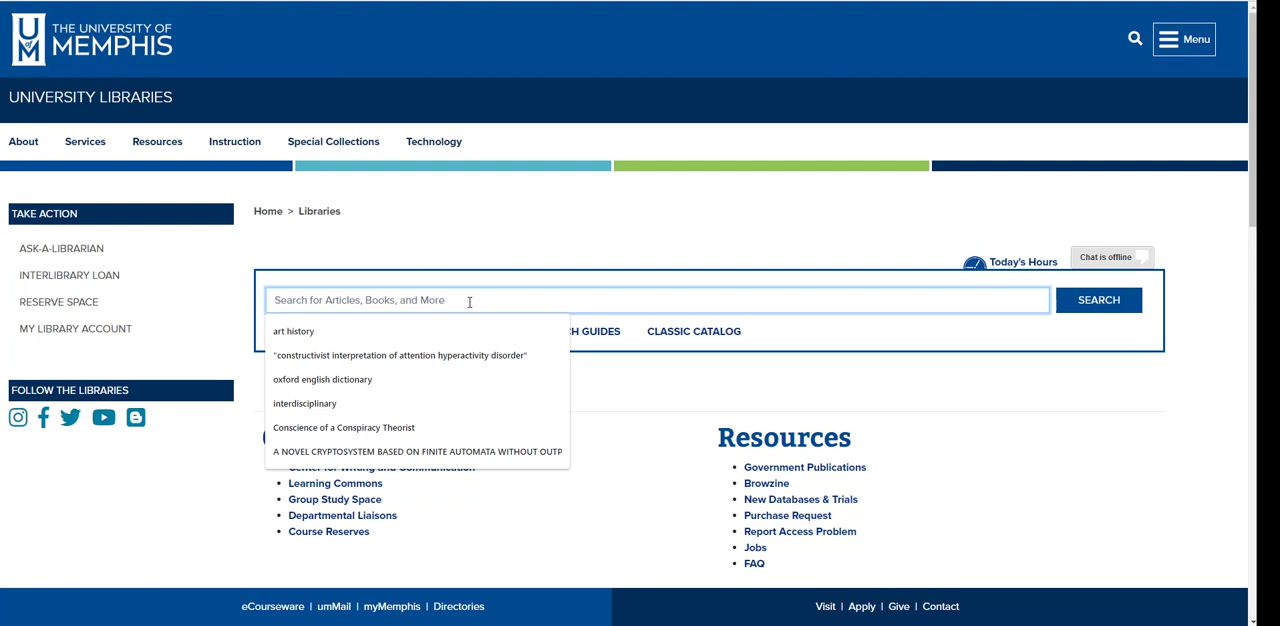 THE UNIVERSITY OF
MEMPHIS
Menu
UNIVERSITY LIBRARIES
About Services Resources Instruction Special Collections Technology
TAKE ACTION
ASK-A-LIBRARIAN
INTERLIBRARY LOAN
RESERVE SPACE
MY LIBRARY ACCOUNT
FOLLOW THE LIBRARIES
Home > Libraries
Today's Hours
Chat is offline
Search for Articles, Books, and More
SEARCH
GUIDES CLASSIC CATALOG
art history
"constructivist interpretation of attention hyperactivity disorder"
oxford english dictionary
interdisciplinary
Conscience of a Conspiracy Theorist
A NOVEL CRYPTOSYSTEM BASED ON FINITE AUTOMATA WITHOUT OUTP
Center for Writing and Communication
Learning Commons
Group Study Space
Departmental Liaisons
Course Reserves
Resources
Government Publications
Browzine
New Databases & Trials
Purchase Request
Report Access Problem
Jobs
FAQ
eCourseware | umMail | myMemphis | Directories
Visit | Apply | Give | Contact